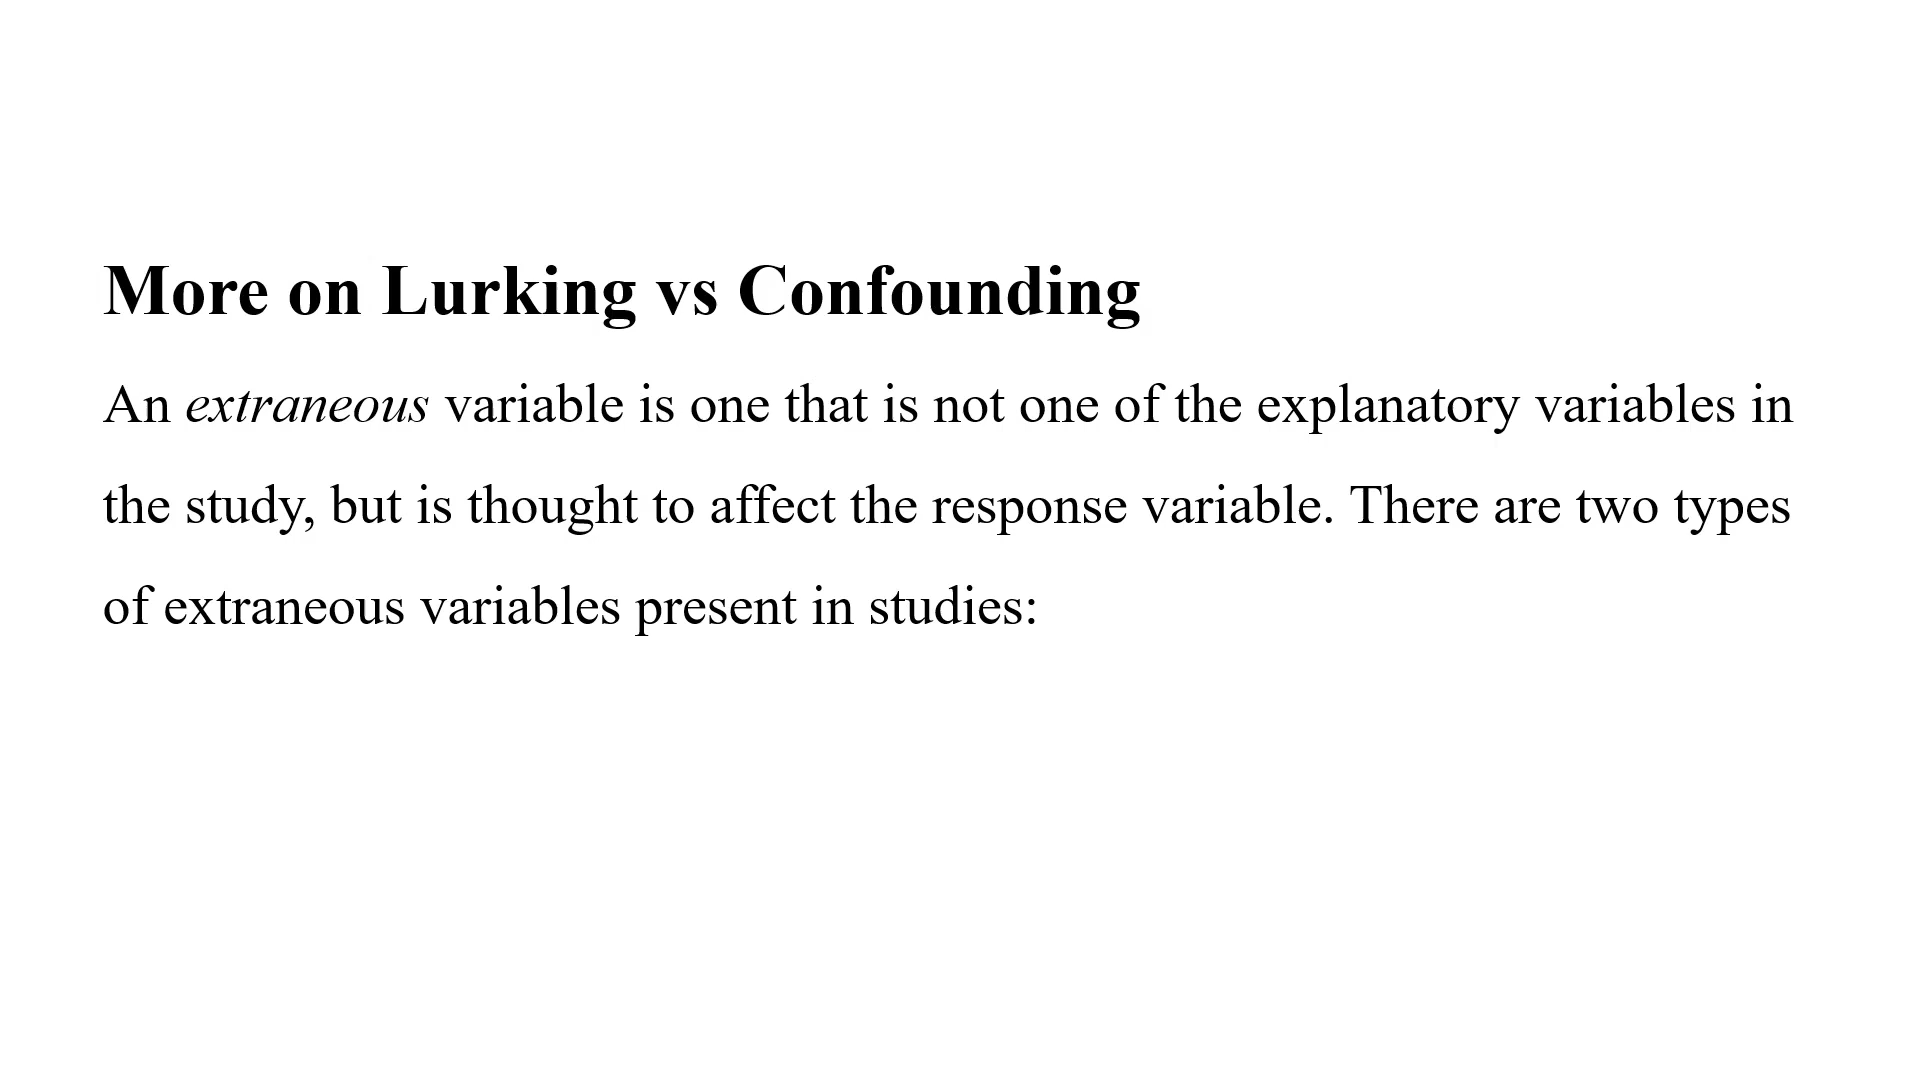 More on Lurking vs Confounding
An extraneous variable is one that is not one of the explanatory variables in
the study, but is thought to affect the response variable. There are two types
of extraneous variables present in studies: